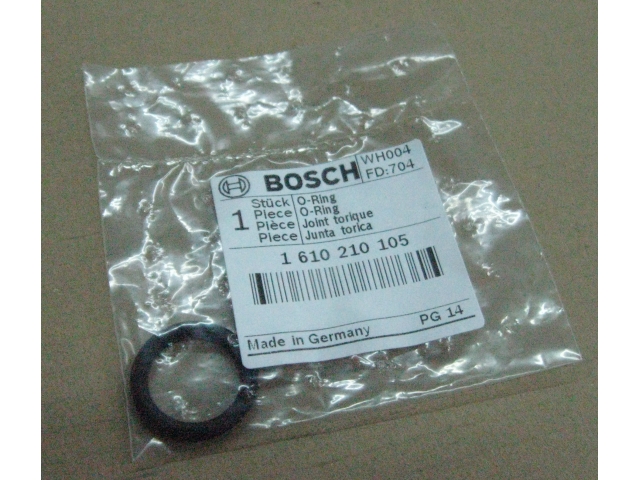 BOSCH
WH004
FD:704
1
Stück O-Ring
Piece O-Ring
Pièce Joint torique
Piece Junta torica
1 610 210 105
Made in Germany PG 14